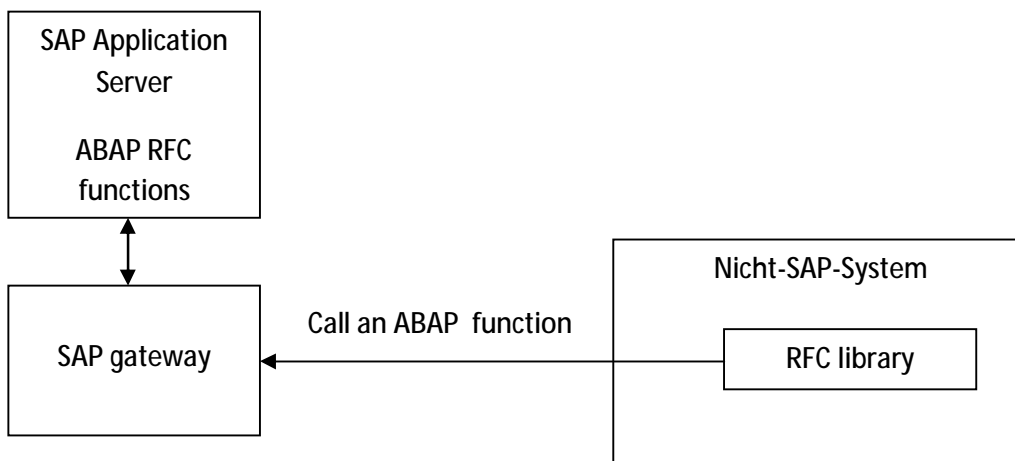 SAP Application
Server
ABAP RFC
functions
Nicht-SAP-System
Call an ABAP function
SAP gateway
RFC library